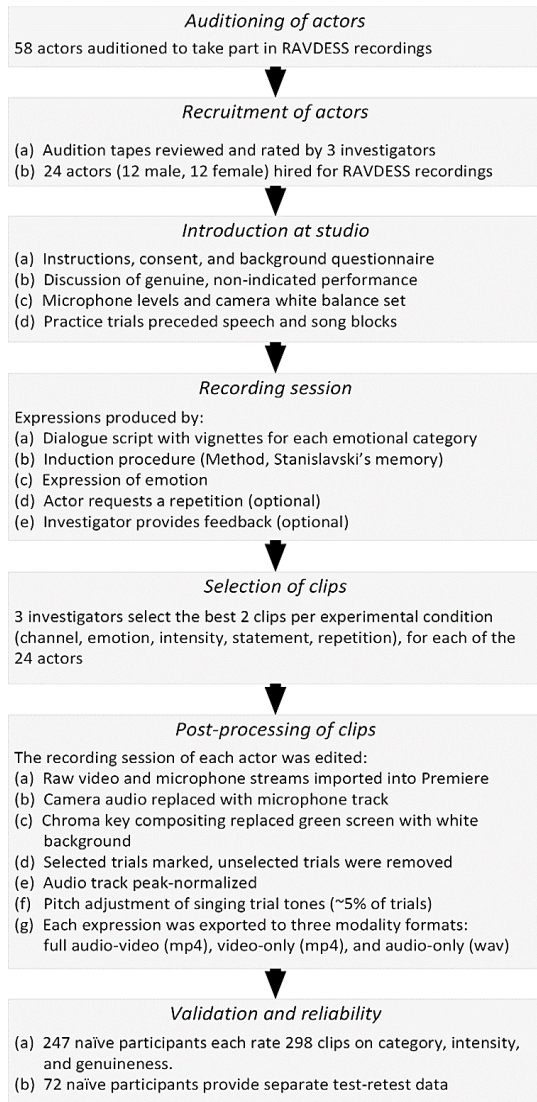 Auditioning of actors
58 actors auditioned to take part in RAVDESS recordings
Recruitment of actors
(a) Audition tapes reviewed and rated by 3 investigators
(b) 24 actors (12 male, 12 female) hired for RAVDESS recordings
Introduction at studio
(a) Instructions, consent, and background questionnaire
(b) Discussion of genuine, non-indicated performance
(c) Microphone levels and camera white balance set
(d) Practice trials preceded speech and song blocks
Recording session
Expressions produced by:
(a) Dialogue script with vignettes for each emotional category
(b) Induction procedure (Method, Stanislavski's memory)
(c) Expression of emotion
(d) Actor requests a repetition (optional)
(e) Investigator provides feedback (optional)
Selection of clips
3 investigators select the best 2 clips per experimental condition
(channel, emotion, intensity, statement, repetition), for each of the
24 actors
Post-processing of clips
The recording session of each actor was edited:
(a) Raw video and microphone streams imported into Premiere
(b) Camera audio replaced with microphone track
(c) Chroma key compositing replaced green screen with white
background
(d) Selected trials marked, unselected trials were removed
(e) Audio track peak-normalized
(f) Pitch adjustment of singing trial tones (~5% of trials)
(g) Each expression was exported to three modality formats:
full audio-video (mp4), video-only (mp4), and audio-only (wav)
Validation and reliability
(a) 247 naïve participants each rate 298 clips on category, intensity,
and genuineness.
(b) 72 naïve participants provide separate test-retest data